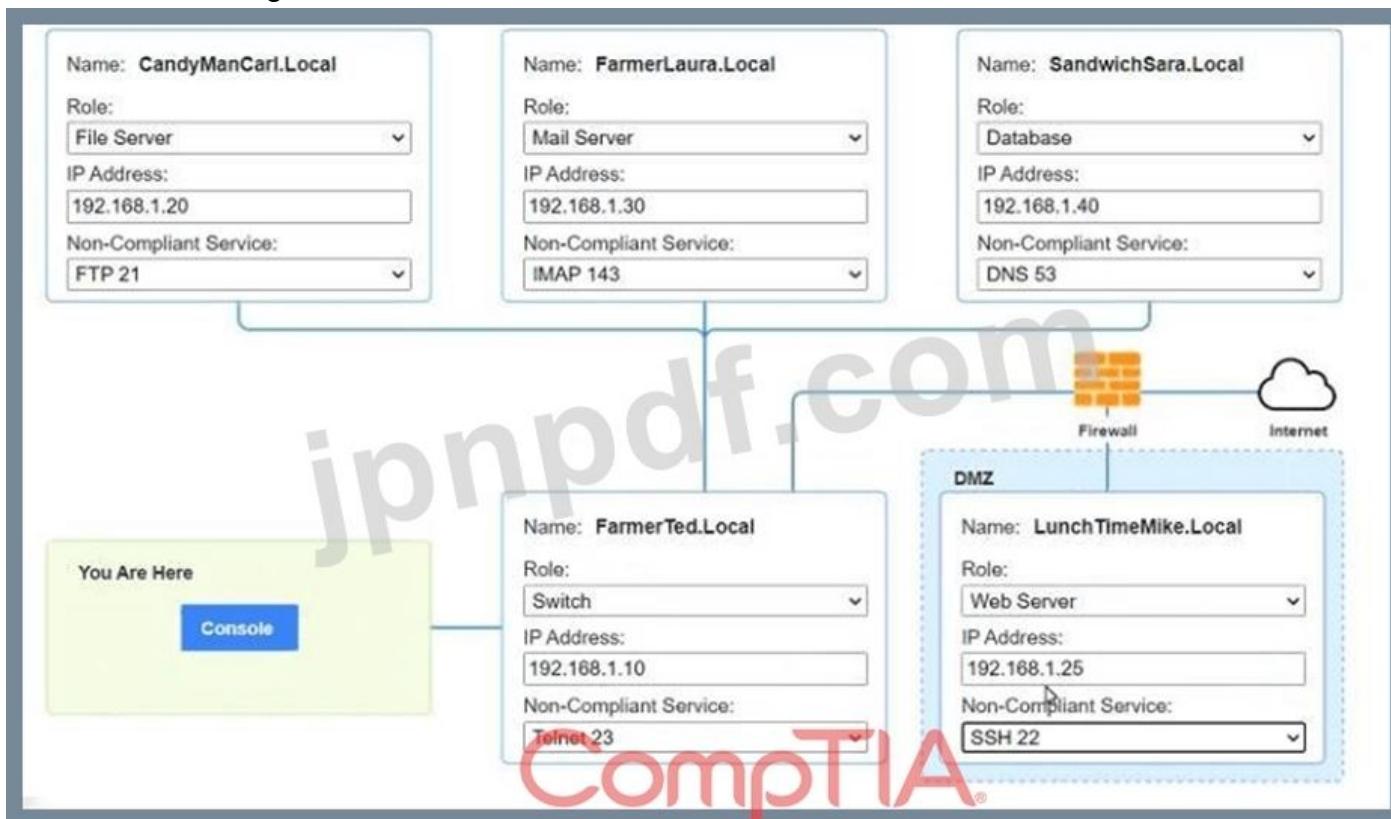 Name: CandyManCarl.Local
Role:
File Server
IP Address:
192.168.1.20
Non-Compliant Service:
FTP 21
Name: FarmerLaura.Local
Role:
Mail Server
IP Address:
192.168.1.30
Non-Compliant Service:
IMAP 143
Name: SandwichSara.Local
Role:
Database
IP Address:
192.168.1.40
Non-Compliant Service:
DNS 53
Firewall
Internet
jpnpdf.com
You Are Here
Console
Name: FarmerTed.Local
Role:
Switch
IP Address:
192.168.1.10
Non-Compliant Service:
Telnet 23
DMZ
Name: LunchTimeMike.Local
Role:
Web Server
IP Address:
192.168.1.25
Non-Compliant Service:
SSH 22
CompTIA®